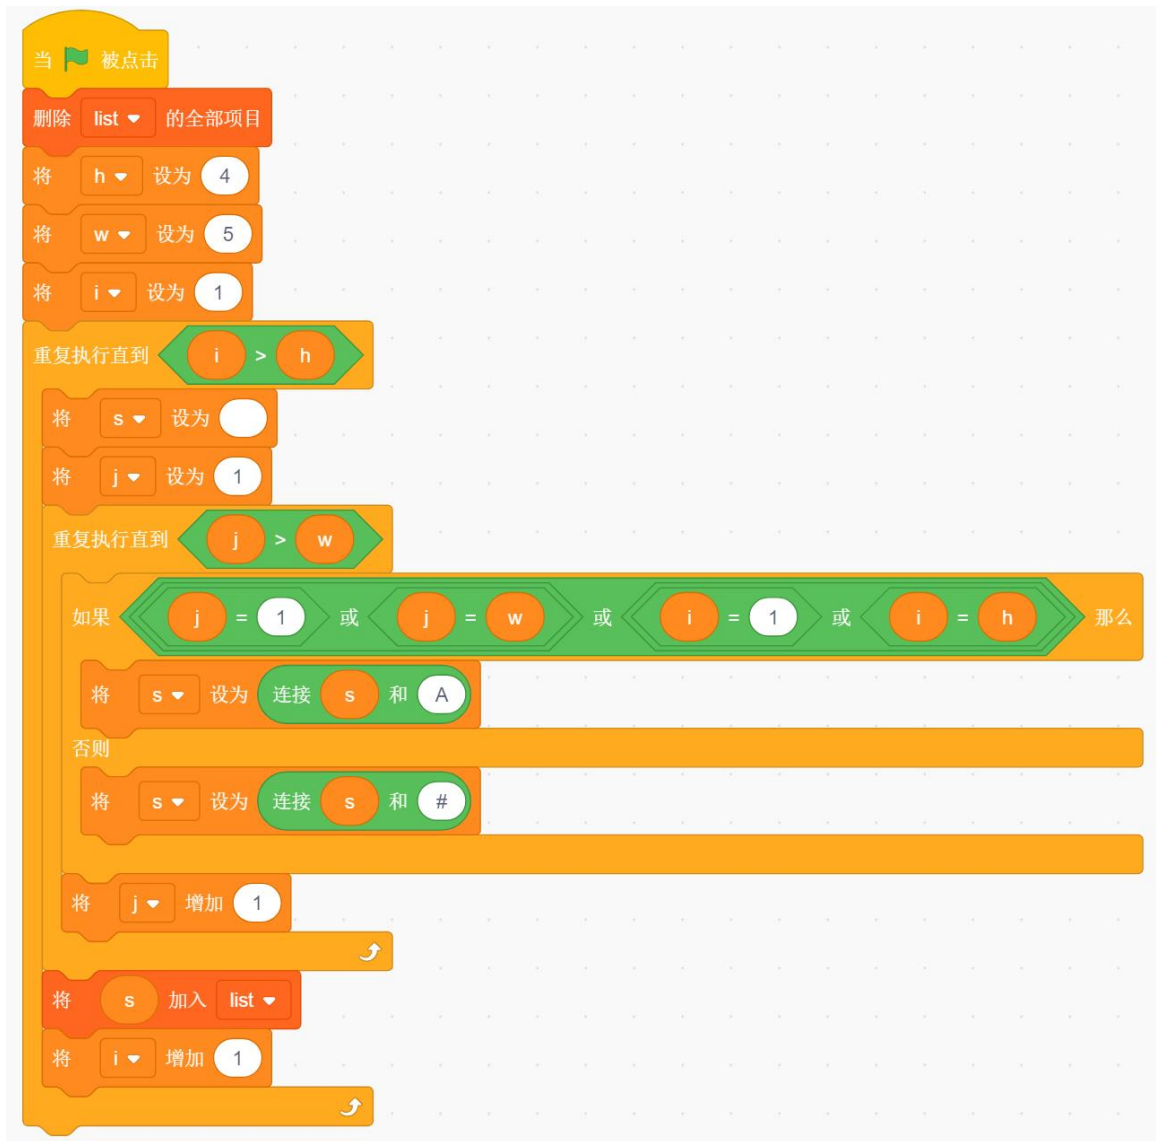 当 被点击
删除 list 的全部项目
将 h 设为 4
将 w 设为 5
将 i 设为 1
重复执行直到 i > h
将 s 设为
将 j 设为 1
重复执行直到 j > w
如果 j = 1 或 j = w 或 i = 1 或 i = h 那么
将 s 设为 连接 s 和 A
否则
将 s 设为 连接 s 和 #
将 j 增加 1
将 s 加入 list
将 i 增加 1